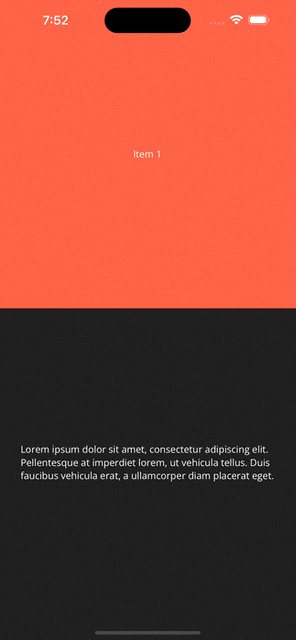 7:52
Item 1
Lorem ipsum dolor sit amet, consectetur adipiscing elit.
Pellentesque at imperdiet lorem, ut vehicula tellus. Duis
faucibus vehicula erat, a ullamcorper diam placerat eget.